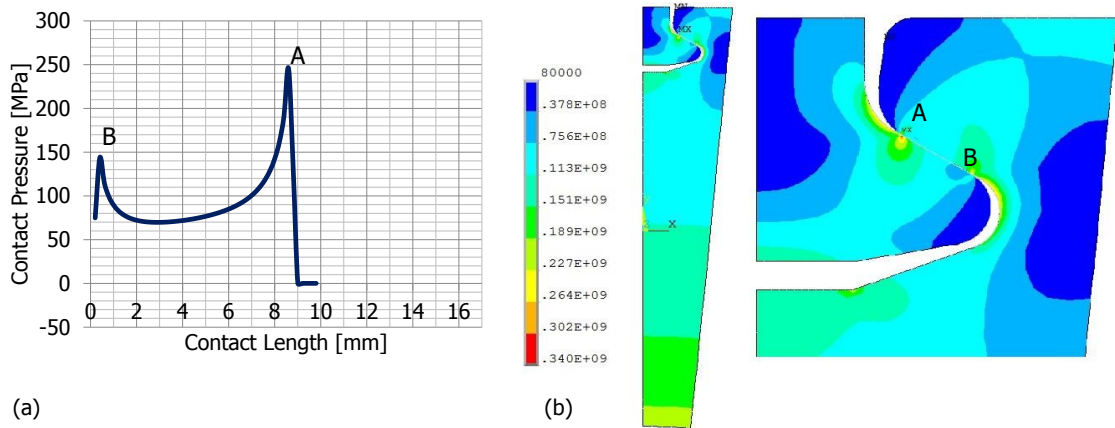 300
250
200
150
100
50
0
-50
Contact Pressure [MPa]
B
A
0 2 4 6 8 10 12 14 16
Contact Length [mm]
(a)
80000
.378E+08
.756E+08
.113E+09
.151E+09
.189E+09
.227E+09
.264E+09
.302E+09
.340E+09
MN
MX
X
A
B
(b)